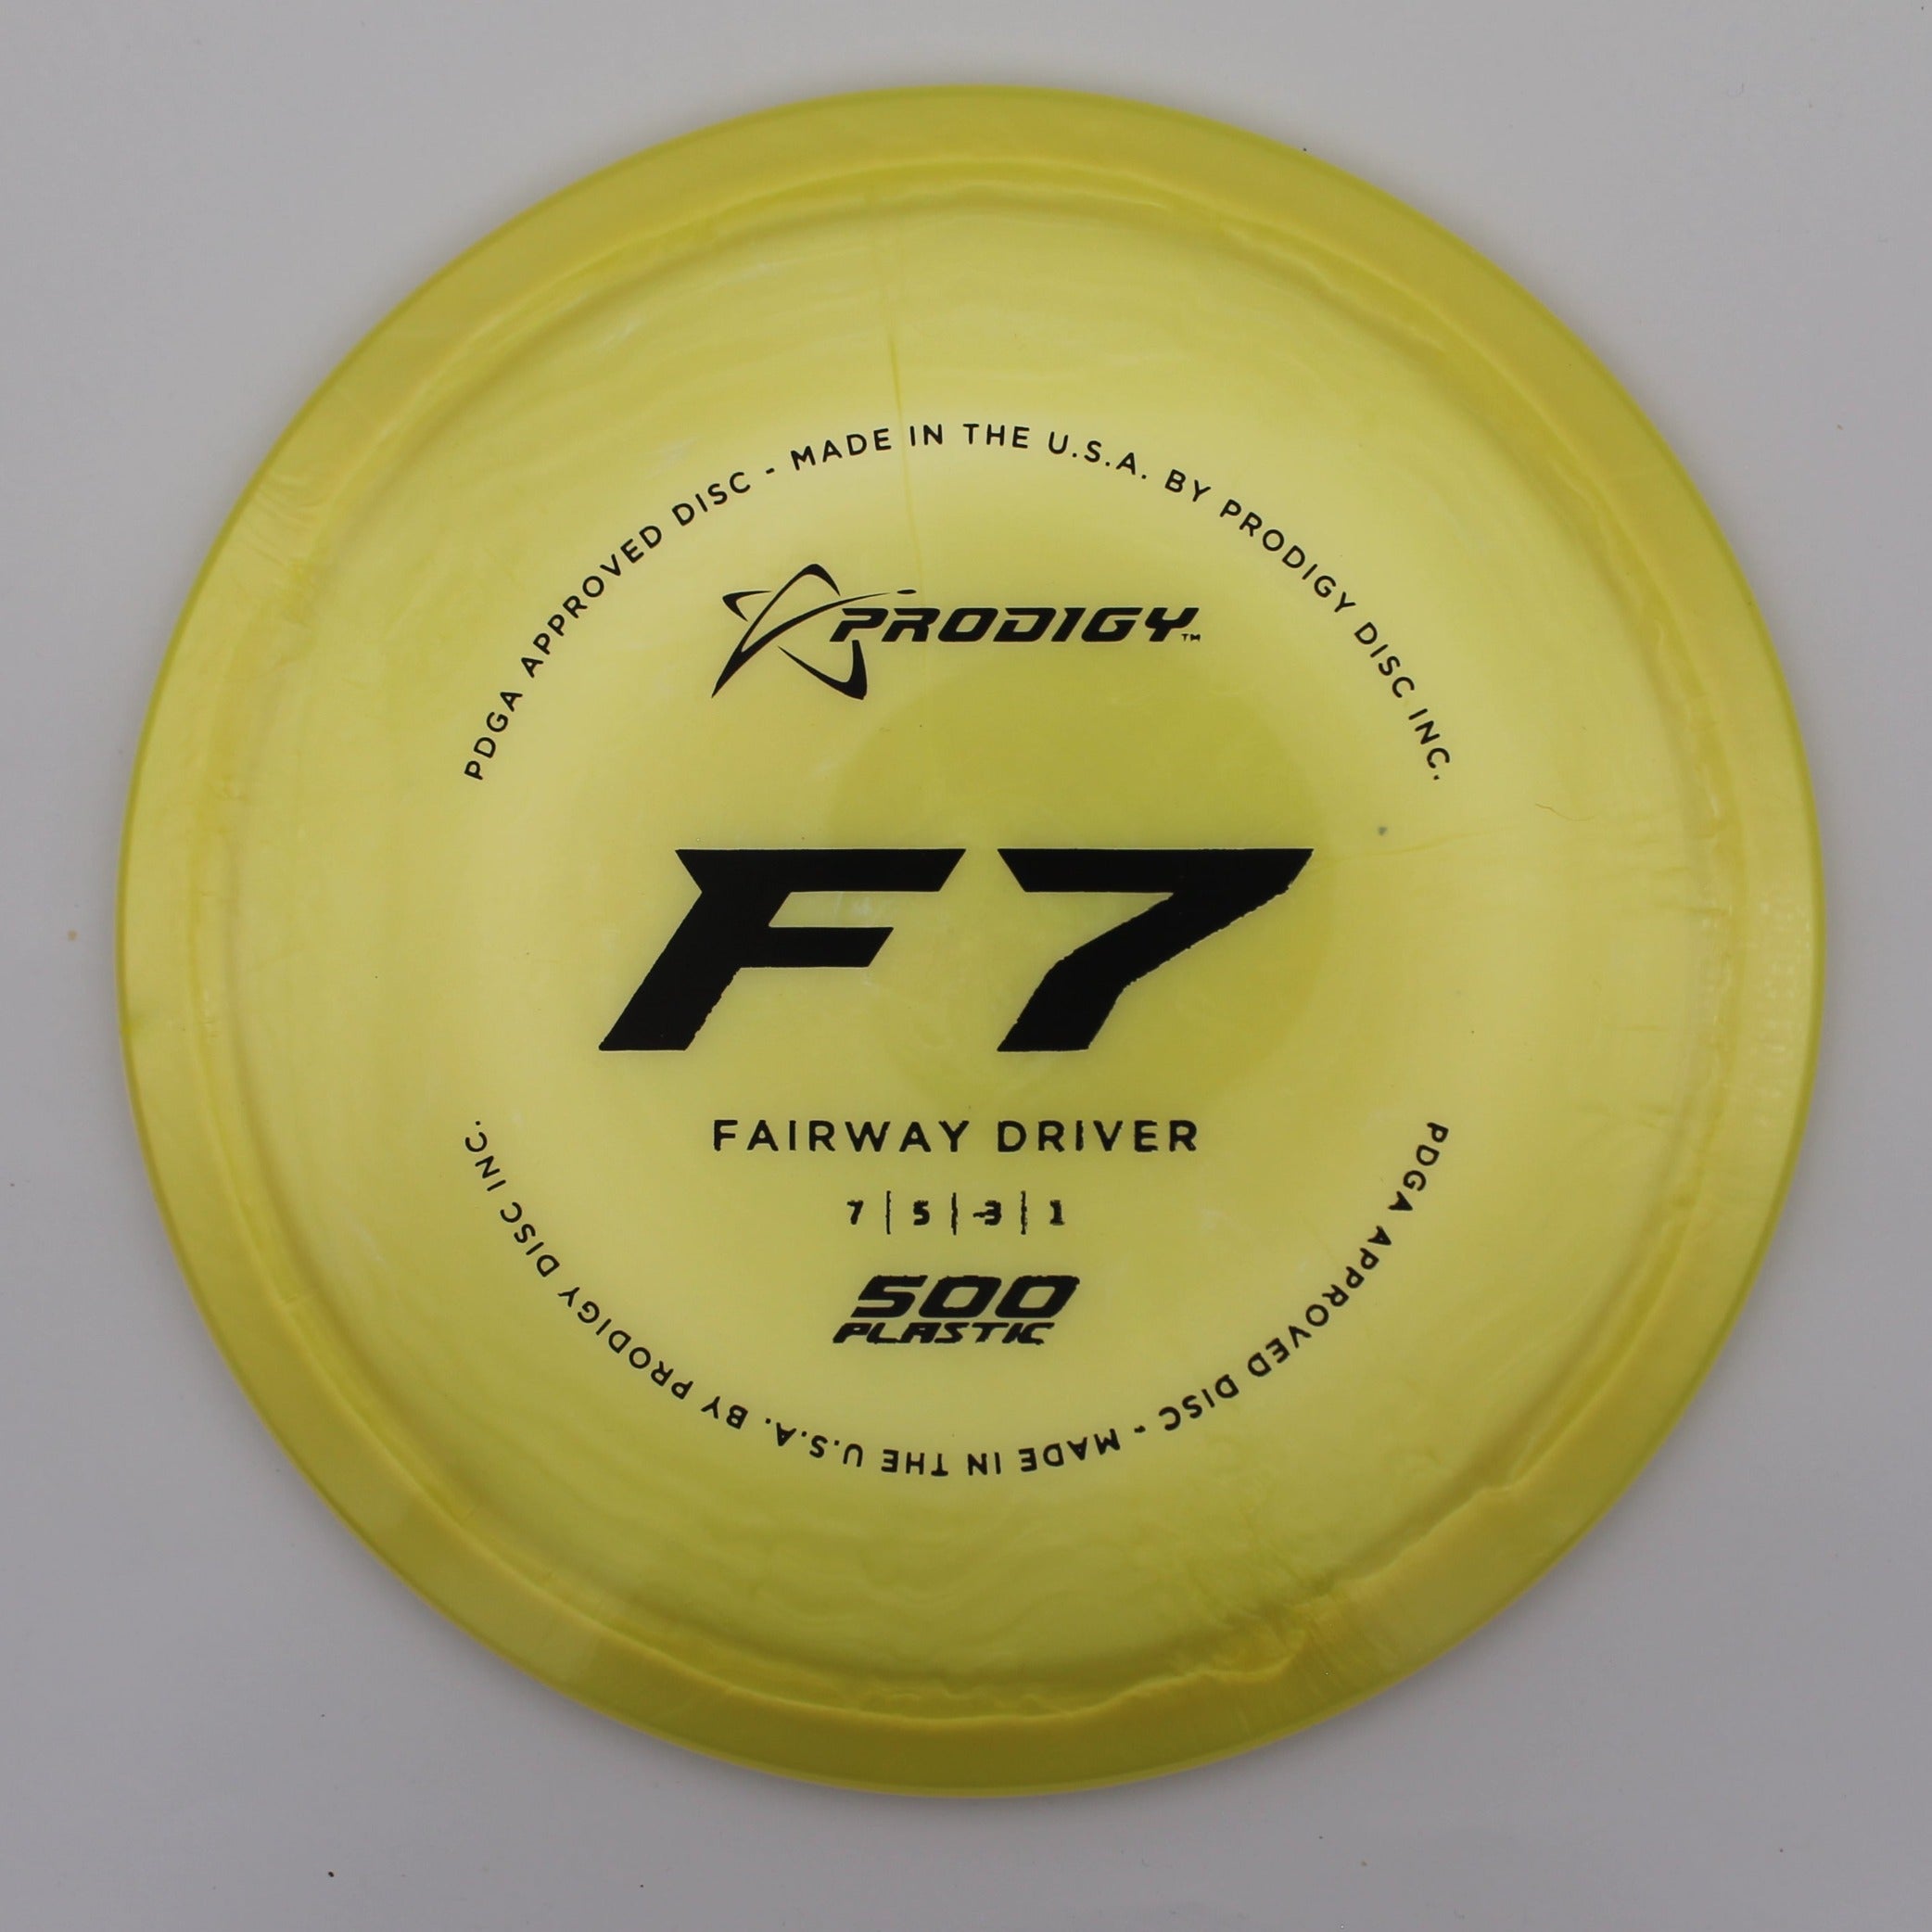 PDGA APPROVED DISC - MADE IN THE U.S.A. BY PRODIGY DISC INC.
PRODIGY™
F7
FAIRWAY DRIVER
7 | 5 | -3 | 1
500
PLASTIC
PDGA APPROVED DISC - MADE IN THE U.S.A. BY PRODIGY DISC INC.